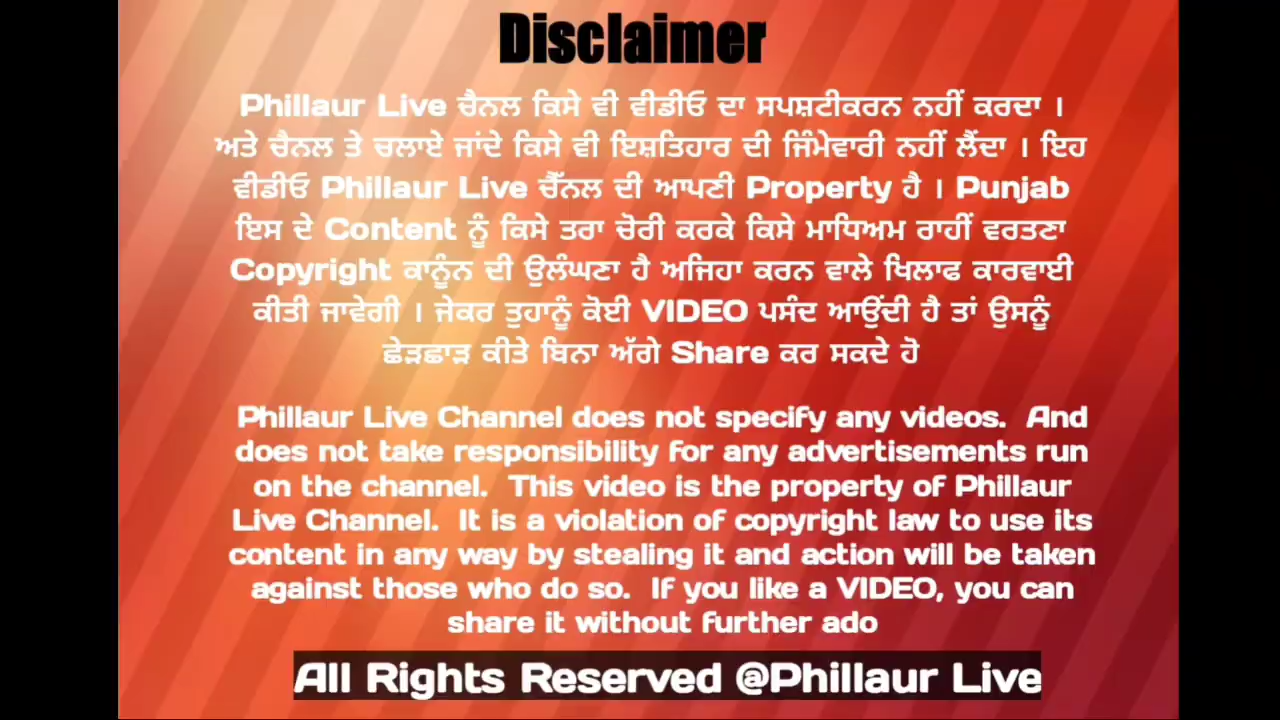 Disclaimer
Phillaur Live ਚੈਨਲ ਕਿਸੇ ਵੀ ਵੀਡੀਓ ਦਾ ਸਪਸ਼ਟੀਕਰਨ ਨਹੀਂ ਕਰਦਾ ।
ਅਤੇ ਚੈਨਲ ਤੇ ਚਲਾਏ ਜਾਂਦੇ ਕਿਸੇ ਵੀ ਇਸ਼ਤਿਹਾਰ ਦੀ ਜਿੰਮੇਵਾਰੀ ਨਹੀਂ ਲੈਂਦਾ । ਇਹ
ਵੀਡੀਓ Phillaur Live ਚੈੱਨਲ ਦੀ ਆਪਣੀ Property ਹੈ । Punjab
ਇਸ ਦੇ Content ਨੂੰ ਕਿਸੇ ਤਰਾ ਚੋਰੀ ਕਰਕੇ ਕਿਸੇ ਮਾਧਿਅਮ ਰਾਹੀਂ ਵਰਤਣਾ
Copyright ਕਾਨੂੰਨ ਦੀ ਉਲੰਘਣਾ ਹੈ ਅਜਿਹਾ ਕਰਨ ਵਾਲੇ ਖਿਲਾਫ ਕਾਰਵਾਈ
ਕੀਤੀ ਜਾਵੇਗੀ । ਜੇਕਰ ਤੁਹਾਨੂੰ ਕੋਈ VIDEO ਪਸੰਦ ਆਉਂਦੀ ਹੈ ਤਾਂ ਉਸਨੂੰ
ਛੇੜਛਾੜ ਕੀਤੇ ਬਿਨਾ ਅੱਗੇ Share ਕਰ ਸਕਦੇ ਹੋ
Phillaur Live Channel does not specify any videos. And
does not take responsibility for any advertisements run
on the channel. This video is the property of Phillaur
Live Channel. It is a violation of copyright law to use its
content in any way by stealing it and action will be taken
against those who do so. If you like a VIDEO, you can
share it without further ado
All Rights Reserved @Phillaur Live